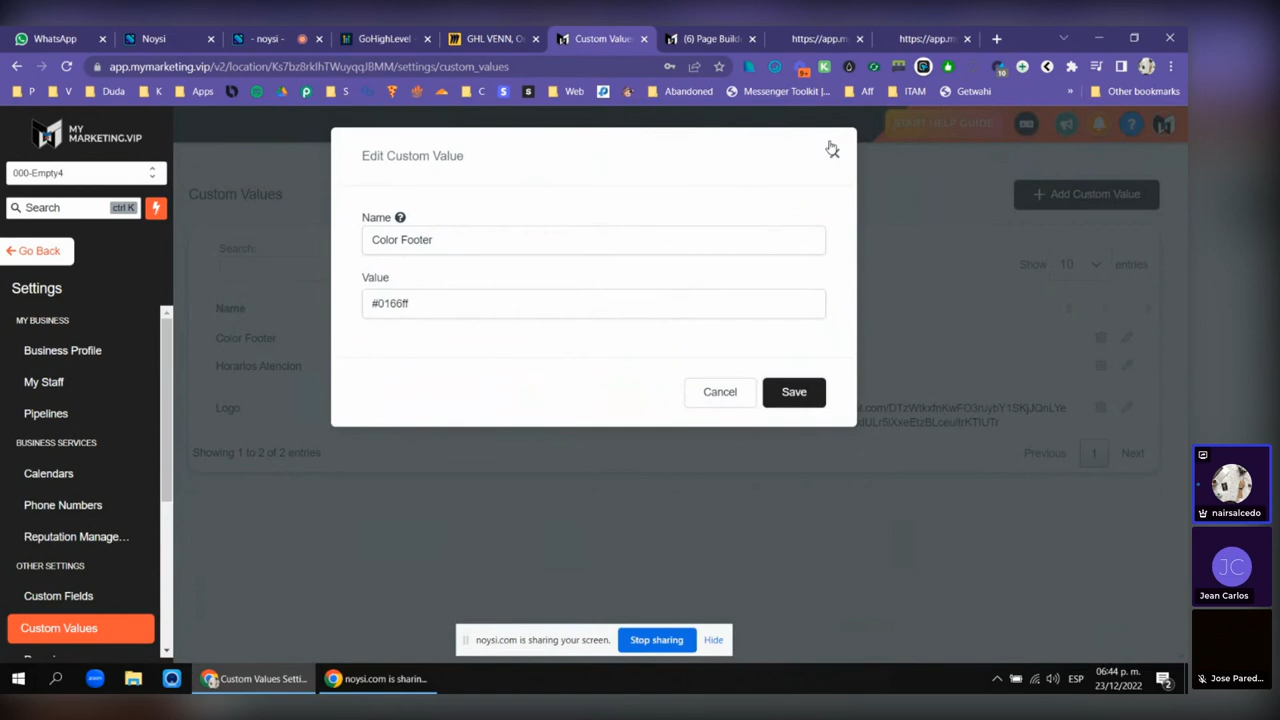 WhatsApp
Noysi
- noysi -
GoHighLevel
GHL VENN, O
Custom Value
(6) Page Build
https://app.m
https://app.m
app.mymarketing.vip/v2/location/Ks7bz8rkIhTWuyqqJ8MM/settings/custom_values
9+
10
P
V
Duda
K
Apps
S
C
Web
Abandoned
Messenger Toolkit |...
Aff
ITAM
Getwahi
»
Other bookmarks
MY
MARKETING.VIP
START HELP GUIDE
000-Empty4
Search
ctrl K
Go Back
Settings
MY BUSINESS
Business Profile
My Staff
Pipelines
BUSINESS SERVICES
Calendars
Phone Numbers
Reputation Manage...
OTHER SETTINGS
Custom Fields
Custom Values
Custom Values
+ Add Custom Value
Search:
Show 10 entries
Name
Color Footer
Horarios Atencion
Logo
Showing 1 to 2 of 2 entries
Previous 1 Next
Edit Custom Value
Name
Color Footer
Value
#0166ff
Cancel
Save
noysi.com is sharing your screen.
Stop sharing
Hide
nairsalcedo
JC
Jean Carlos
Jose Pared...
Custom Values Setti...
noysi.com is sharin...
ESP
06:44 p. m.
23/12/2022
2